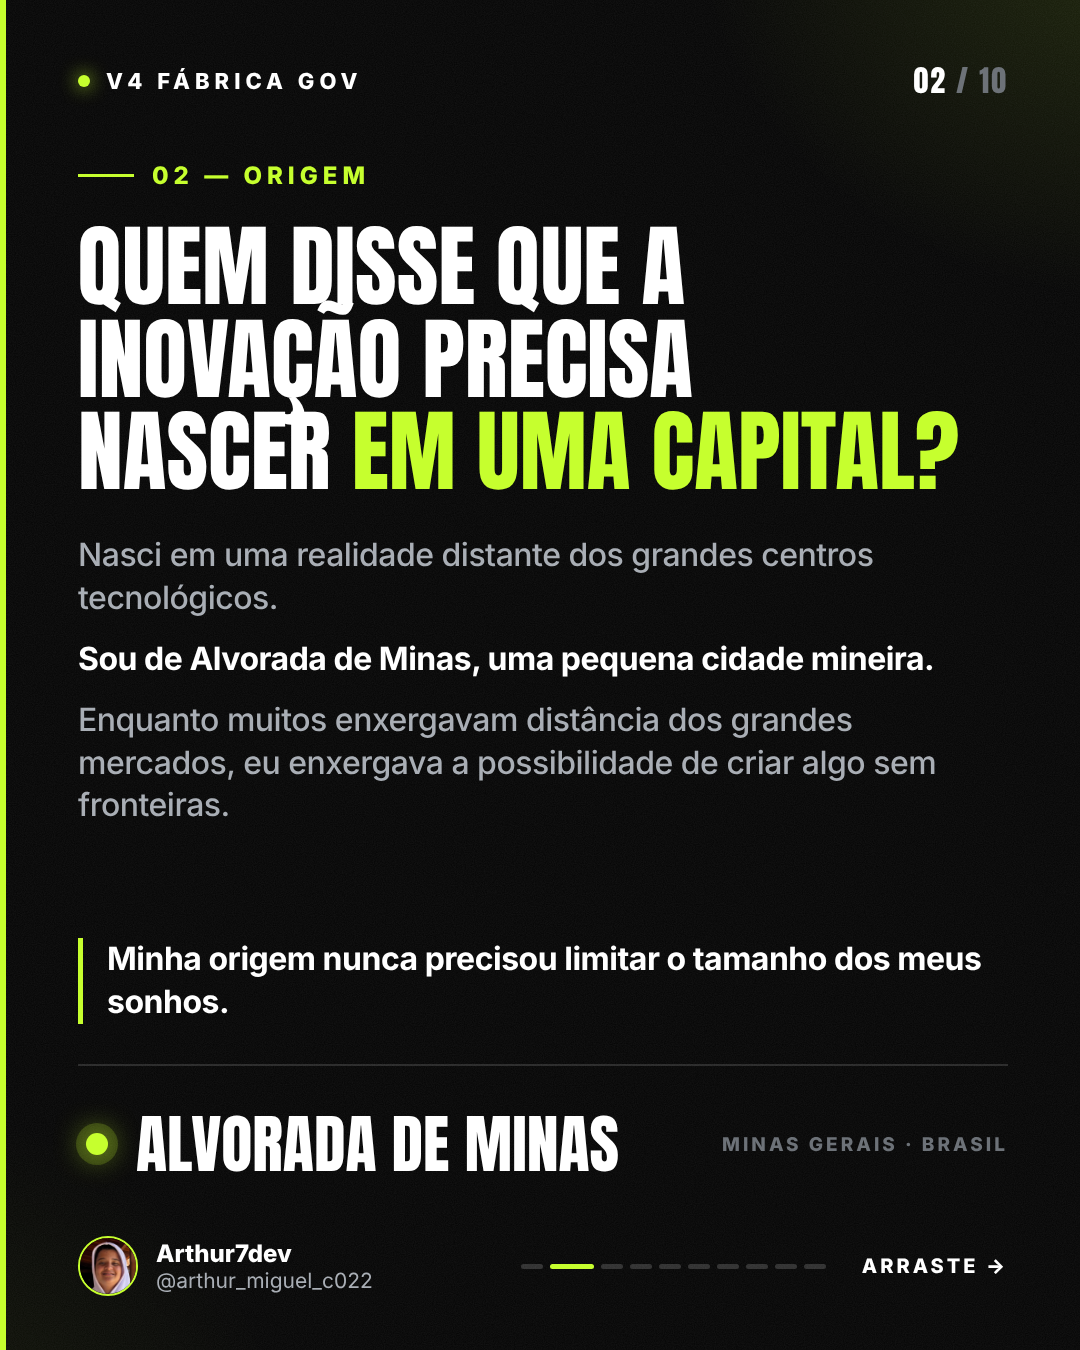 V4 FÁBRICA GOV
02 / 10
02 — ORIGEM
QUEM DISSE QUE A
INOVAÇÃO PRECISA
NASCER EM UMA CAPITAL?
Nasci em uma realidade distante dos grandes centros
tecnológicos.
Sou de Alvorada de Minas, uma pequena cidade mineira.
Enquanto muitos enxergavam distância dos grandes
mercados, eu enxergava a possibilidade de criar algo sem
fronteiras.
Minha origem nunca precisou limitar o tamanho dos meus
sonhos.
ALVORADA DE MINAS
MINAS GERAIS · BRASIL
Arthur7dev
@arthur_miguel_c022
ARRASTE →